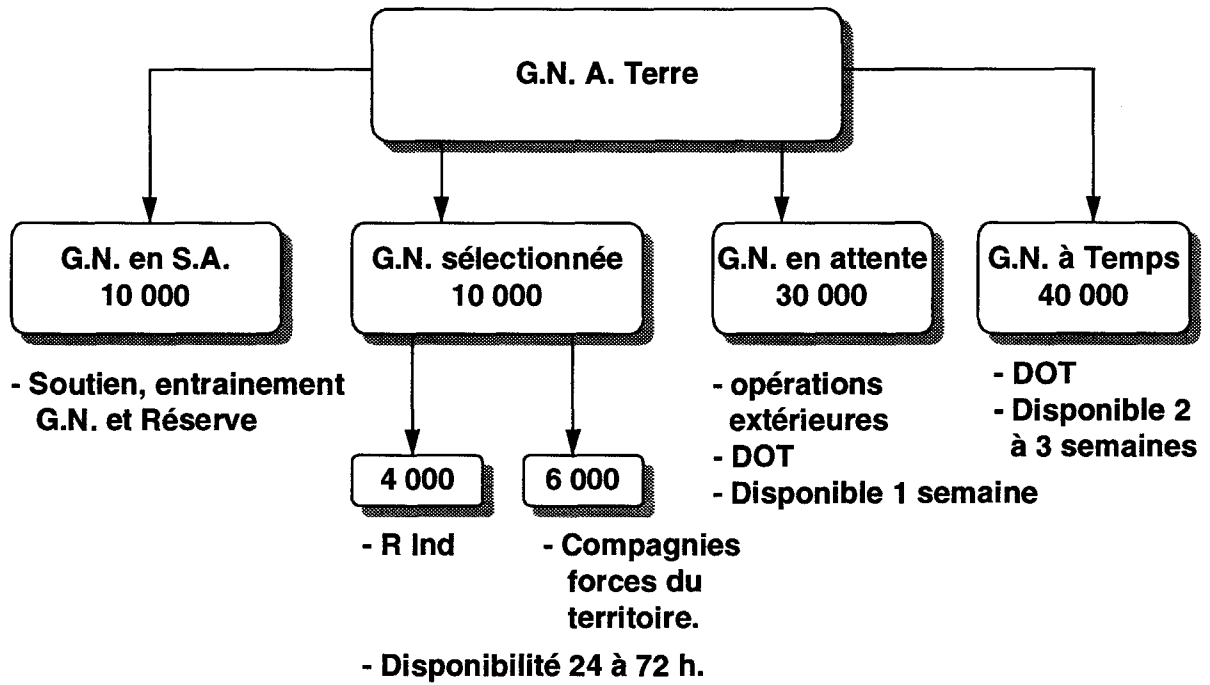 G.N. A. Terre
G.N. en S.A.
10 000
- Soutien, entrainement
G.N. et Réserve
G.N. sélectionnée
10 000
4 000
- R Ind
6 000
- Compagnies
forces du
territoire.
- Disponibilité 24 à 72 h.
G.N. en attente
30 000
- opérations
extérieures
- DOT
- Disponible 1 semaine
G.N. à Temps
40 000
- DOT
- Disponible 2
à 3 semaines